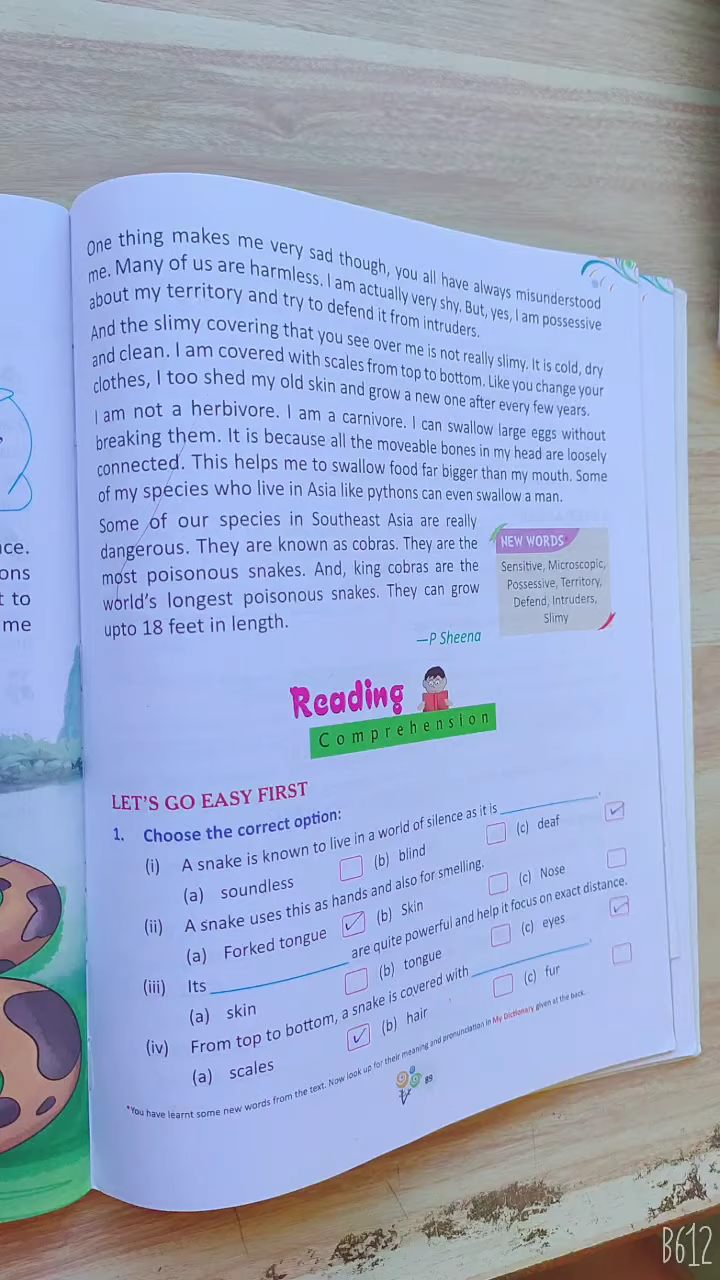 One thing makes me very sad though, you all have always misunderstood
me. Many of us are harmless. I am actually very shy. But, yes, I am possessive
about my territory and try to defend it from intruders.
And the slimy covering that you see over me is not really slimy. It is cold, dry
and clean. I am covered with scales from top to bottom. Like you change your
clothes, I too shed my old skin and grow a new one after every few years.
I am not a herbivore. I am a carnivore. I can swallow large eggs without
breaking them. It is because all the moveable bones in my head are loosely
connected. This helps me to swallow food far bigger than my mouth. Some
of my species who live in Asia like pythons can even swallow a man.
Some of our species in Southeast Asia are really
dangerous. They are known as cobras. They are the
most poisonous snakes. And, king cobras are the
world's longest poisonous snakes. They can grow
upto 18 feet in length.
—P Sheena
NEW WORDS*
Sensitive, Microscopic,
Possessive, Territory,
Defend, Intruders,
Slimy
ons
t to
me
Reading
Comprehension
LET'S GO EASY FIRST
1. Choose the correct option:
(i) A snake is known to live in a world of silence as it is ____________.
(a) soundless (b) blind (c) deaf
(ii) A snake uses this as hands and also for smelling.
(a) Forked tongue (b) Skin (c) Nose
(iii) Its ____________ are quite powerful and help it focus on exact distance.
(a) skin (b) tongue (c) eyes
(iv) From top to bottom, a snake is covered with ____________.
(a) scales (b) hair (c) fur
*You have learnt some new words from the text. Now look up for their meaning and pronunciation in My Dictionary given at the back.
89
B612